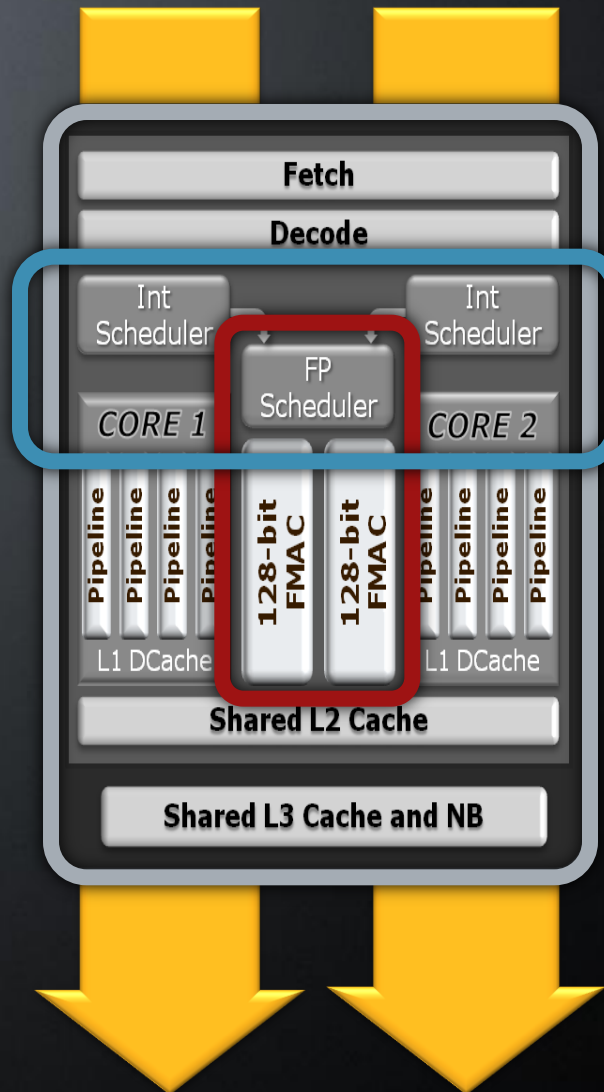 Fetch
Decode
Int
Scheduler
Int
Scheduler
FP
Scheduler
CORE 1
CORE 2
Pipeline
Pipeline
Pipeline
Pipeline
128-bit
FMAC
128-bit
FMAC
Pipeline
Pipeline
Pipeline
Pipeline
L1 DCache
L1 DCache
Shared L2 Cache
Shared L3 Cache and NB